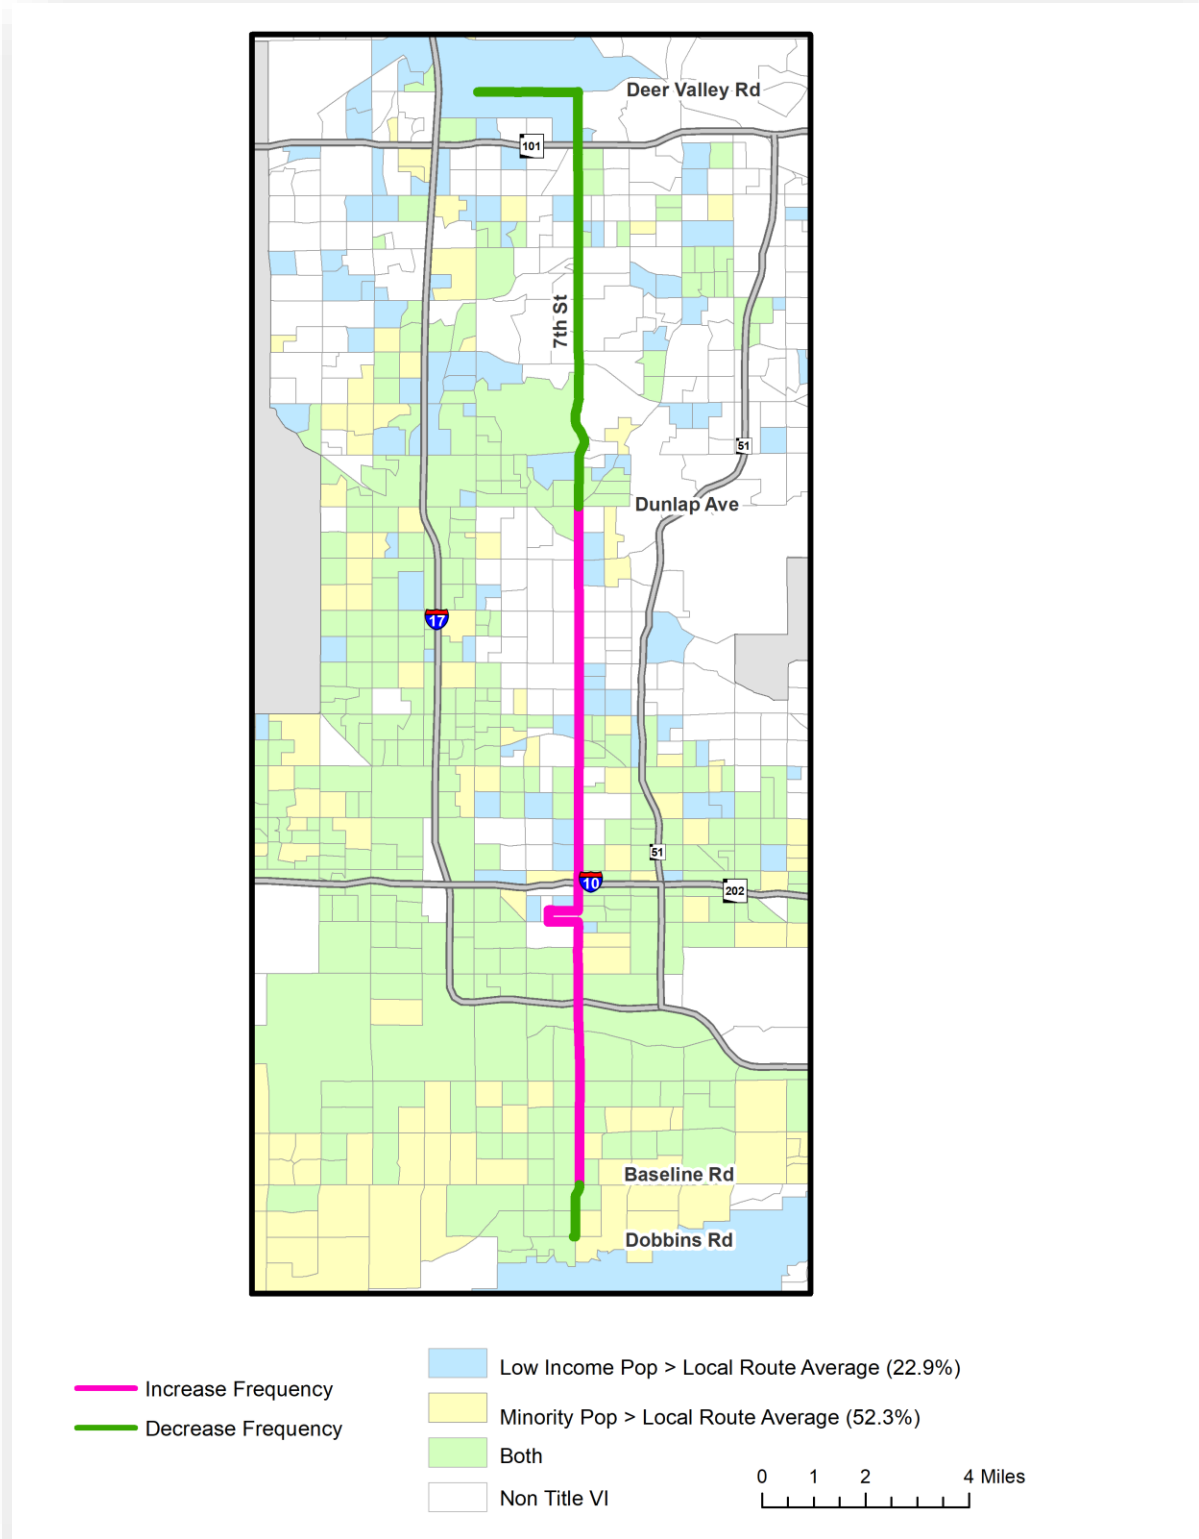 Deer Valley Rd
101
7th St
51
Dunlap Ave
17
51
10
202
Baseline Rd
Dobbins Rd
Increase Frequency
Decrease Frequency
Low Income Pop > Local Route Average (22.9%)
Minority Pop > Local Route Average (52.3%)
Both
Non Title VI
0 1 2 4 Miles